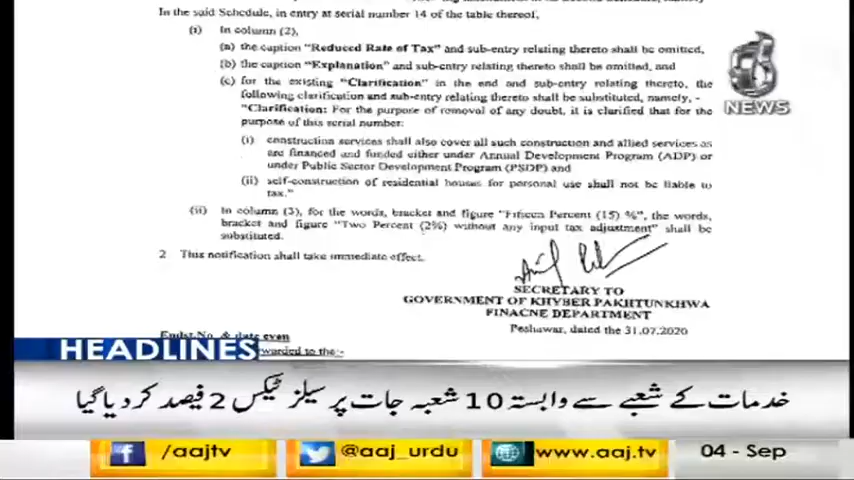 In the said Schedule, in entry at serial number 14 of the table thereof,
(i) In column (2),
(a) the caption "Reduced Rate of Tax" and sub-entry relating thereto shall be omitted,
(b) the caption "Explanation" and sub-entry relating thereto shall be omitted, and
(c) for the existing "Clarification" in the end and sub-entry relating thereto, the
following clarification and sub-entry relating thereto shall be substituted, namely, -
"Clarification: For the purpose of removal of any doubt, it is clarified that for the
purpose of this serial number:
(i) construction services shall also cover all such construction and allied services as
are financed and funded either under Annual Development Program (ADP) or
under Public Sector Development Program (PSDP) and
(ii) self-construction of residential houses for personal use shall not be liable to
tax."
(ii) In column (3), for the words, bracket and figure "Fifteen Percent (15) %", the words,
bracket and figure "Two Percent (2%) without any input tax adjustment" shall be
substituted.
2 This notification shall take immediate effect.
SECRETARY TO
GOVERNMENT OF KHYBER PAKHTUNKHWA
FINACNE DEPARTMENT
Peshawar, dated the 31.07.2020
Endst.No. & date even
warded to the:-
NEWS
HEADLINES
خدمات کے شعبے سے وابستہ 10 شعبہ جات پر سیلز ٹیکس 2 فیصد کر دیا گیا
/aajtv @aaj_urdu www.aaj.tv 04 - Sep